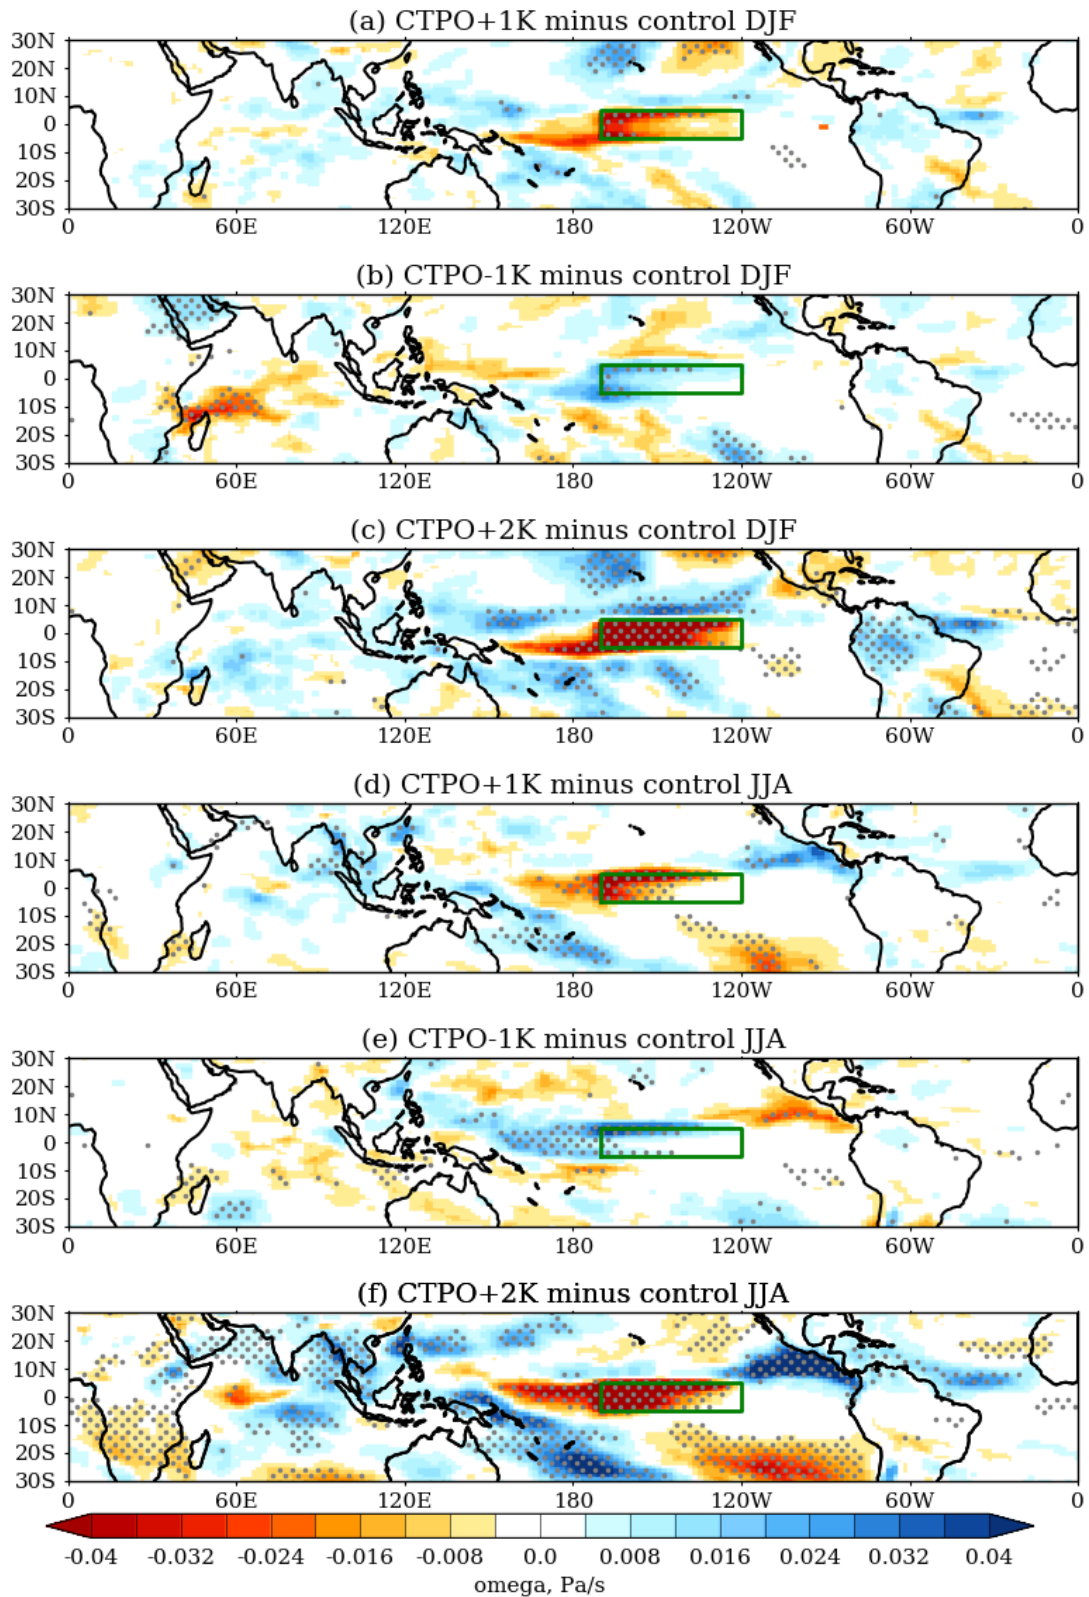 (a) CTPO+1K minus control DJF
30N
20N
10N
0
10S
20S
30S
0 60E 120E 180 120W 60W 0
(b) CTPO-1K minus control DJF
30N
20N
10N
0
10S
20S
30S
0 60E 120E 180 120W 60W 0
(c) CTPO+2K minus control DJF
30N
20N
10N
0
10S
20S
30S
0 60E 120E 180 120W 60W 0
(d) CTPO+1K minus control JJA
30N
20N
10N
0
10S
20S
30S
0 60E 120E 180 120W 60W 0
(e) CTPO-1K minus control JJA
30N
20N
10N
0
10S
20S
30S
0 60E 120E 180 120W 60W 0
(f) CTPO+2K minus control JJA
30N
20N
10N
0
10S
20S
30S
0 60E 120E 180 120W 60W 0
-0.04 -0.032 -0.024 -0.016 -0.008 0.0 0.008 0.016 0.024 0.032 0.04
omega, Pa/s